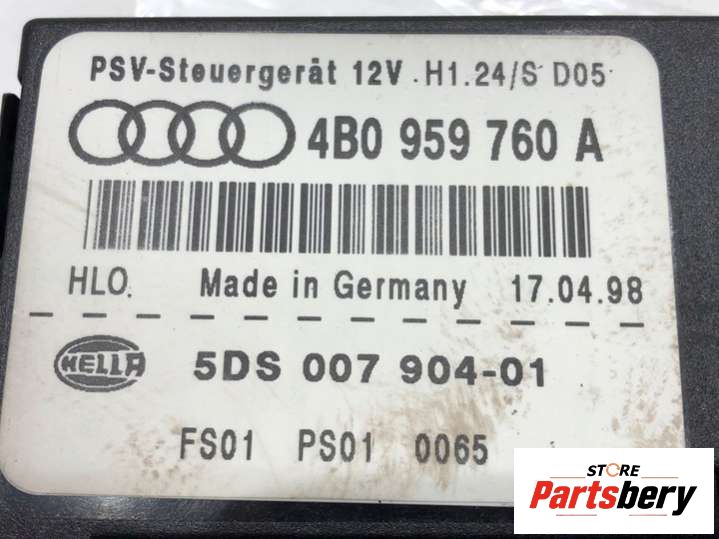 PSV-Steuergerät 12V H1.24/S D05
4B0 959 760 A
HLO. Made in Germany 17.04.98
HELLA 5DS 007 904-01
FS01 PS01 0065
STORE
Partsbery